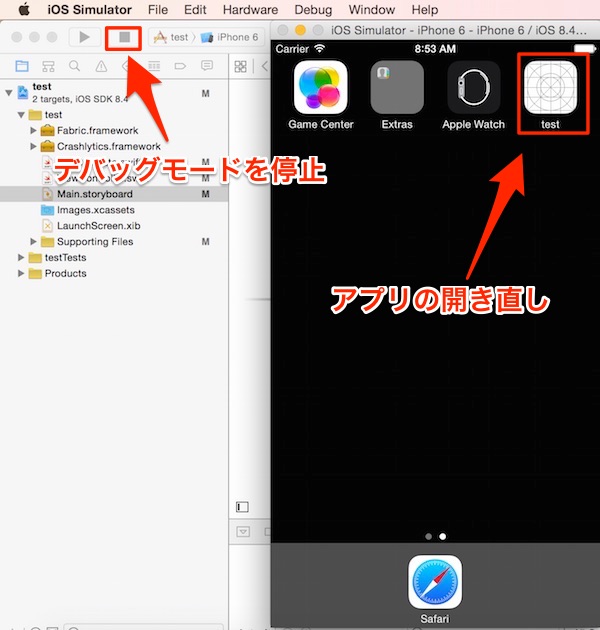 iOS Simulator File Edit Hardware Debug Window Help
test iPhone 6
iOS Simulator - iPhone 6 - iPhone 6 / iOS 8.4...
Carrier 8:53 AM
test M
2 targets, iOS SDK 8.4
test
Fabric.framework
Crashlytics.framework
M
デバッグモードを停止
M
Main.storyboard
Images.xcassets
LaunchScreen.xib
Supporting Files M
testTests
Products
Game Center Extras Apple Watch test
アプリの開き直し
Safari